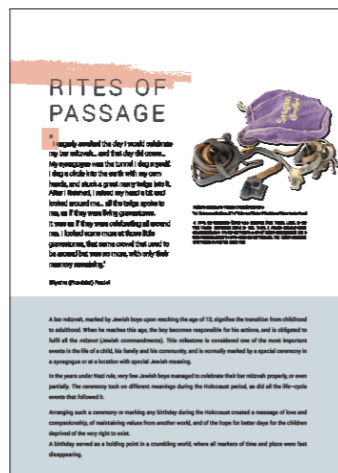 RITES OF
PASSAGE
"I eagerly awaited the day I would celebrate
my bar mitzvah... and that day did come...
My synagogue was the tunnel I dug myself.
I dug a circle into the earth with my own
hands, and stuck a great many twigs into it.
After I finished, I raised my head a bit and
looked around me... all the twigs spoke to
me, as if they were living gravestones.
It was as if they were celebrating all around
me. I looked some more at those little
gravestones, that same crowd that used to
be around but was no more, with only their
memory remaining."
A bar mitzvah, marked by Jewish boys upon reaching the age of 13, signifies the transition from childhood
to adulthood. When he reaches this age, the boy becomes responsible for his actions, and is obligated to
fulfil all the mitzvot (Jewish commandments). This milestone is considered one of the most important
events in the life of a child, his family and his community, and is normally marked by a special ceremony in
a synagogue or at a location with special Jewish meaning.
In the years under Nazi rule, very few Jewish boys managed to celebrate their bar mitzvah properly, or even
partially. The ceremony took on different meanings during the Holocaust period, as did all the life-cycle
events that followed it.
Arranging such a ceremony or marking any birthday during the Holocaust created a message of love and
companionship, of maintaining values from another world, and of the hope for better days for the children
deprived of the very right to exist.
A birthday served as a holding point in a crumbling world, where all markers of time and place were fast
disappearing.